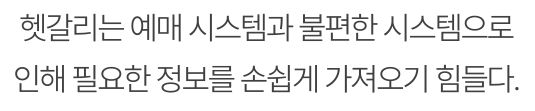 헷갈리는 예매 시스템과 불편한 시스템으로
인해 필요한 정보를 손쉽게 가져오기 힘들다.